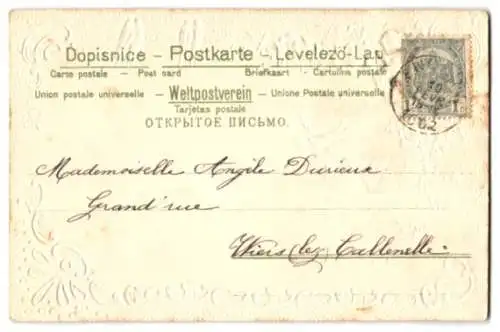 Dopisnice – Postkarte – Levelező-Lap
Carte postale – Post card Briefkaart – Cartolina postale
Union postale universelle – Weltpostverein – Unione Postale universale
Tarjetas postale
ОТКРЫТОЕ ПИСЬМО.
Mademoiselle Angèle Durieux
Grand'rue
Wiers (lez Callenelle.